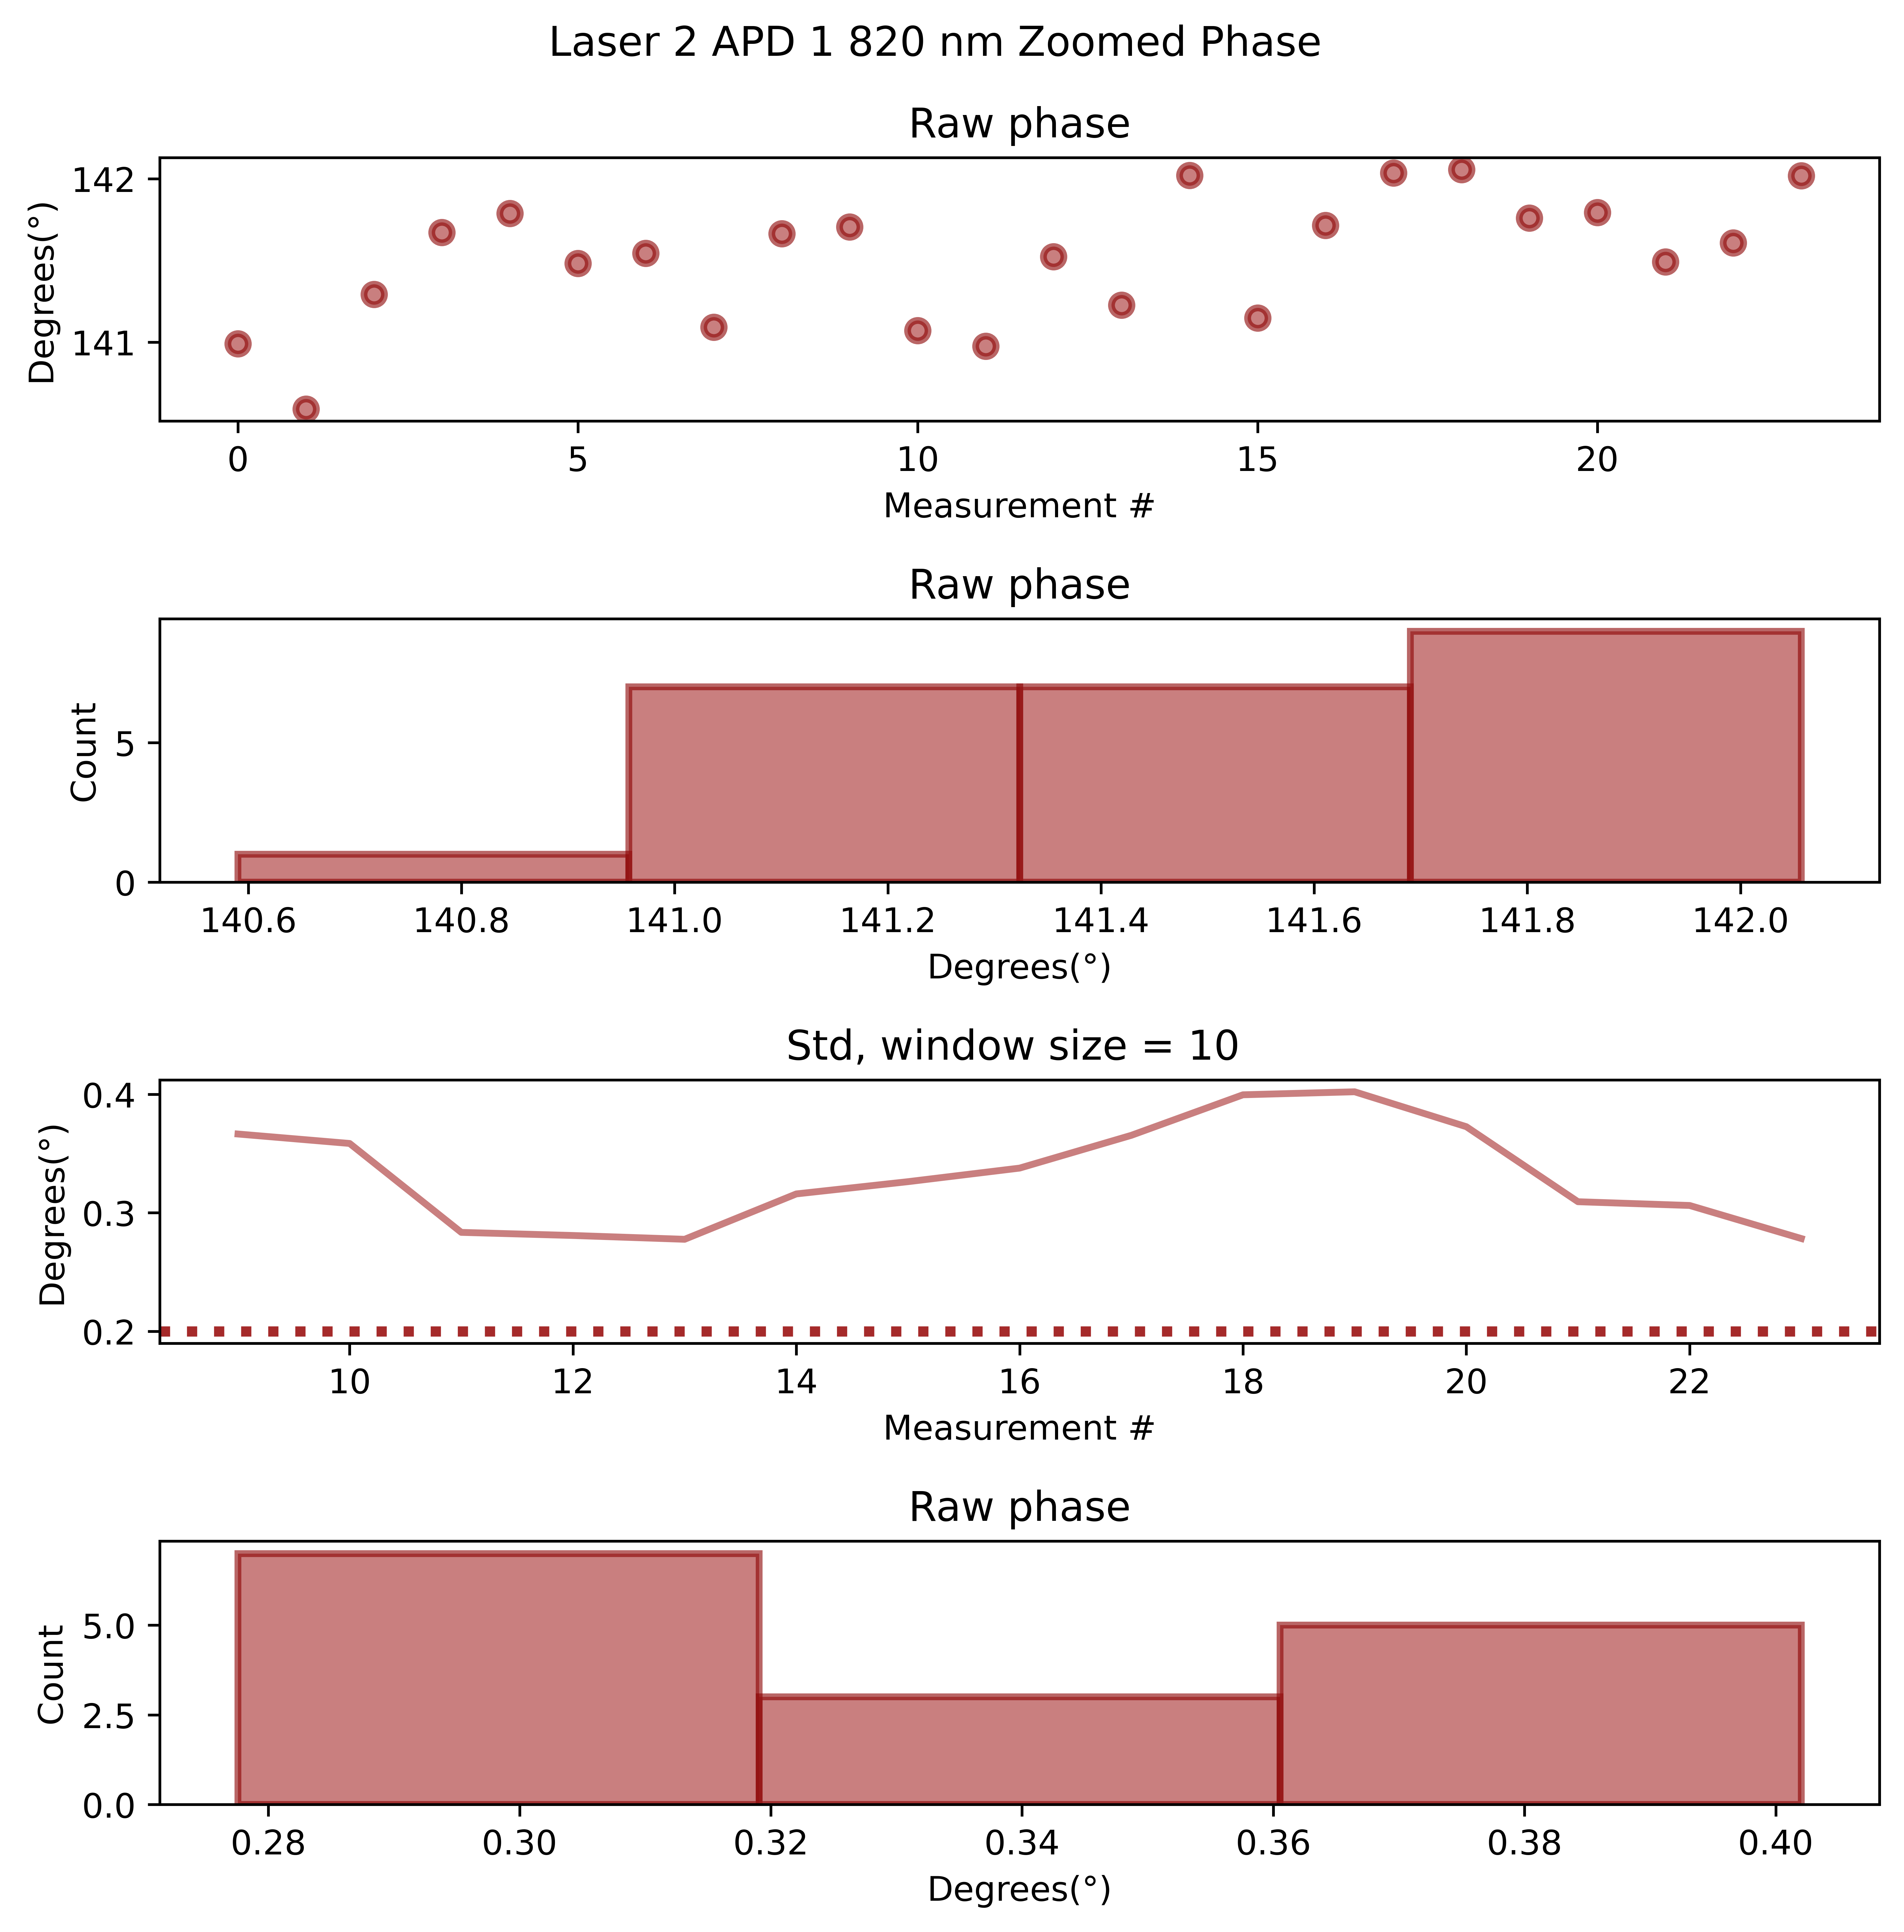 Laser 2 APD 1 820 nm Zoomed Phase
Raw phase
142
141
Degrees(°)
0 5 10 15 20
Measurement #
Raw phase
5
0
Count
140.6 140.8 141.0 141.2 141.4 141.6 141.8 142.0
Degrees(°)
Std, window size = 10
0.4
0.3
0.2
Degrees(°)
10 12 14 16 18 20 22
Measurement #
Raw phase
5.0
2.5
0.0
Count
0.28 0.30 0.32 0.34 0.36 0.38 0.40
Degrees(°)